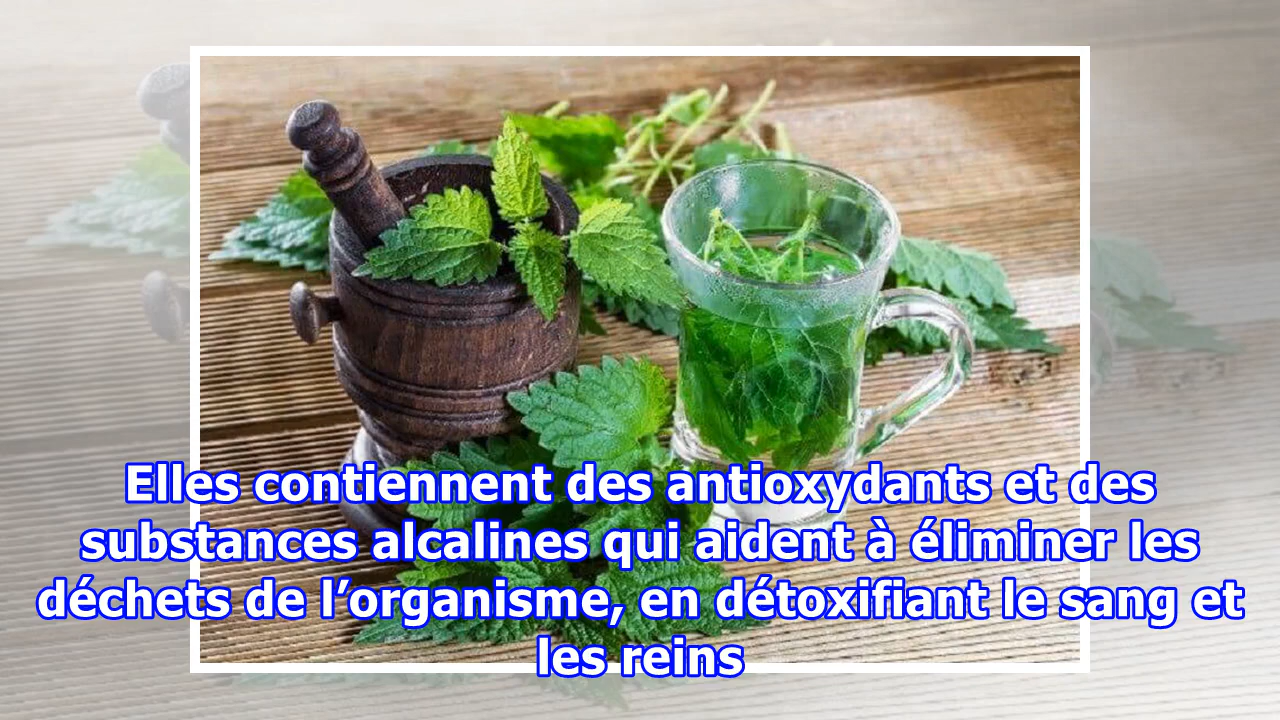 Elles contiennent des antioxydants et des
substances alcalines qui aident à éliminer les
déchets de l’organisme, en détoxifiant le sang et
les reins